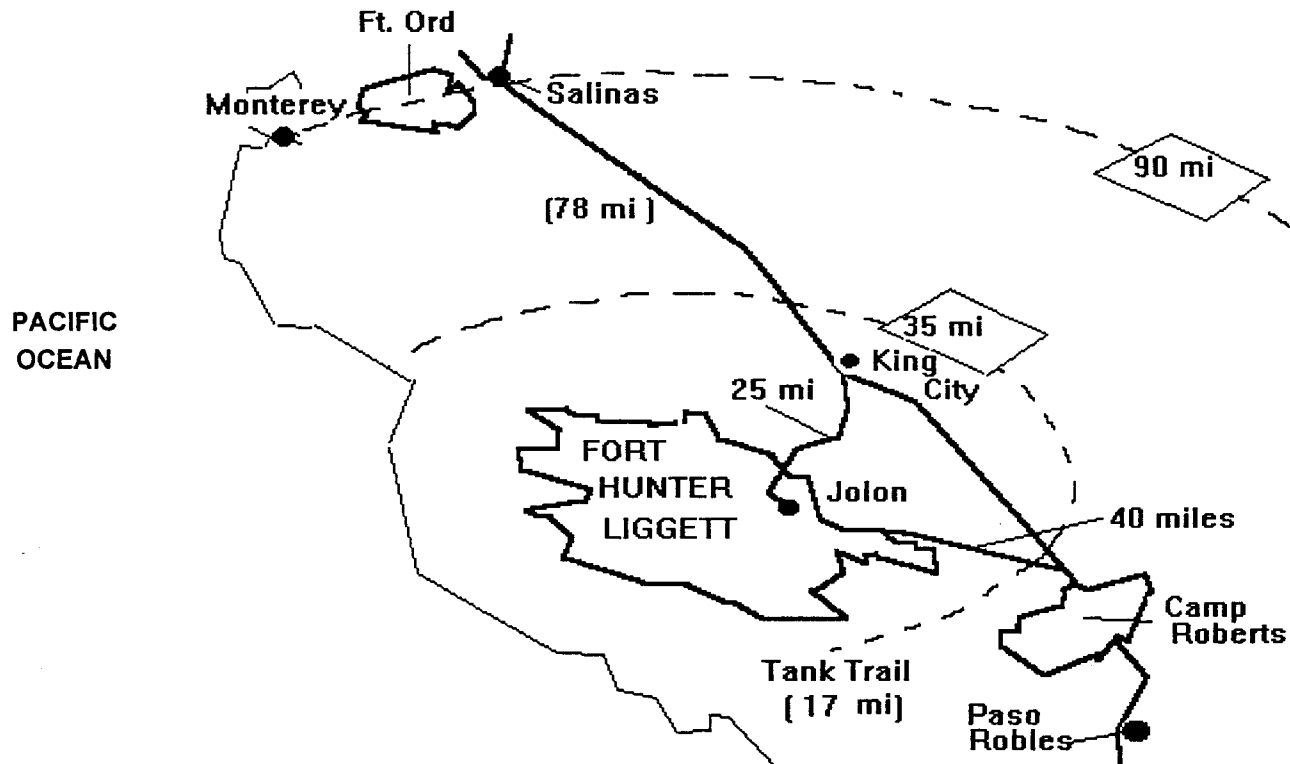 Ft. Ord
Monterey
Salinas
90 mi
(78 mi)
PACIFIC
OCEAN
35 mi
King
City
25 mi
FORT
HUNTER
LIGGETT
Jolon
40 miles
Camp
Roberts
Tank Trail
(17 mi)
Paso
Robles